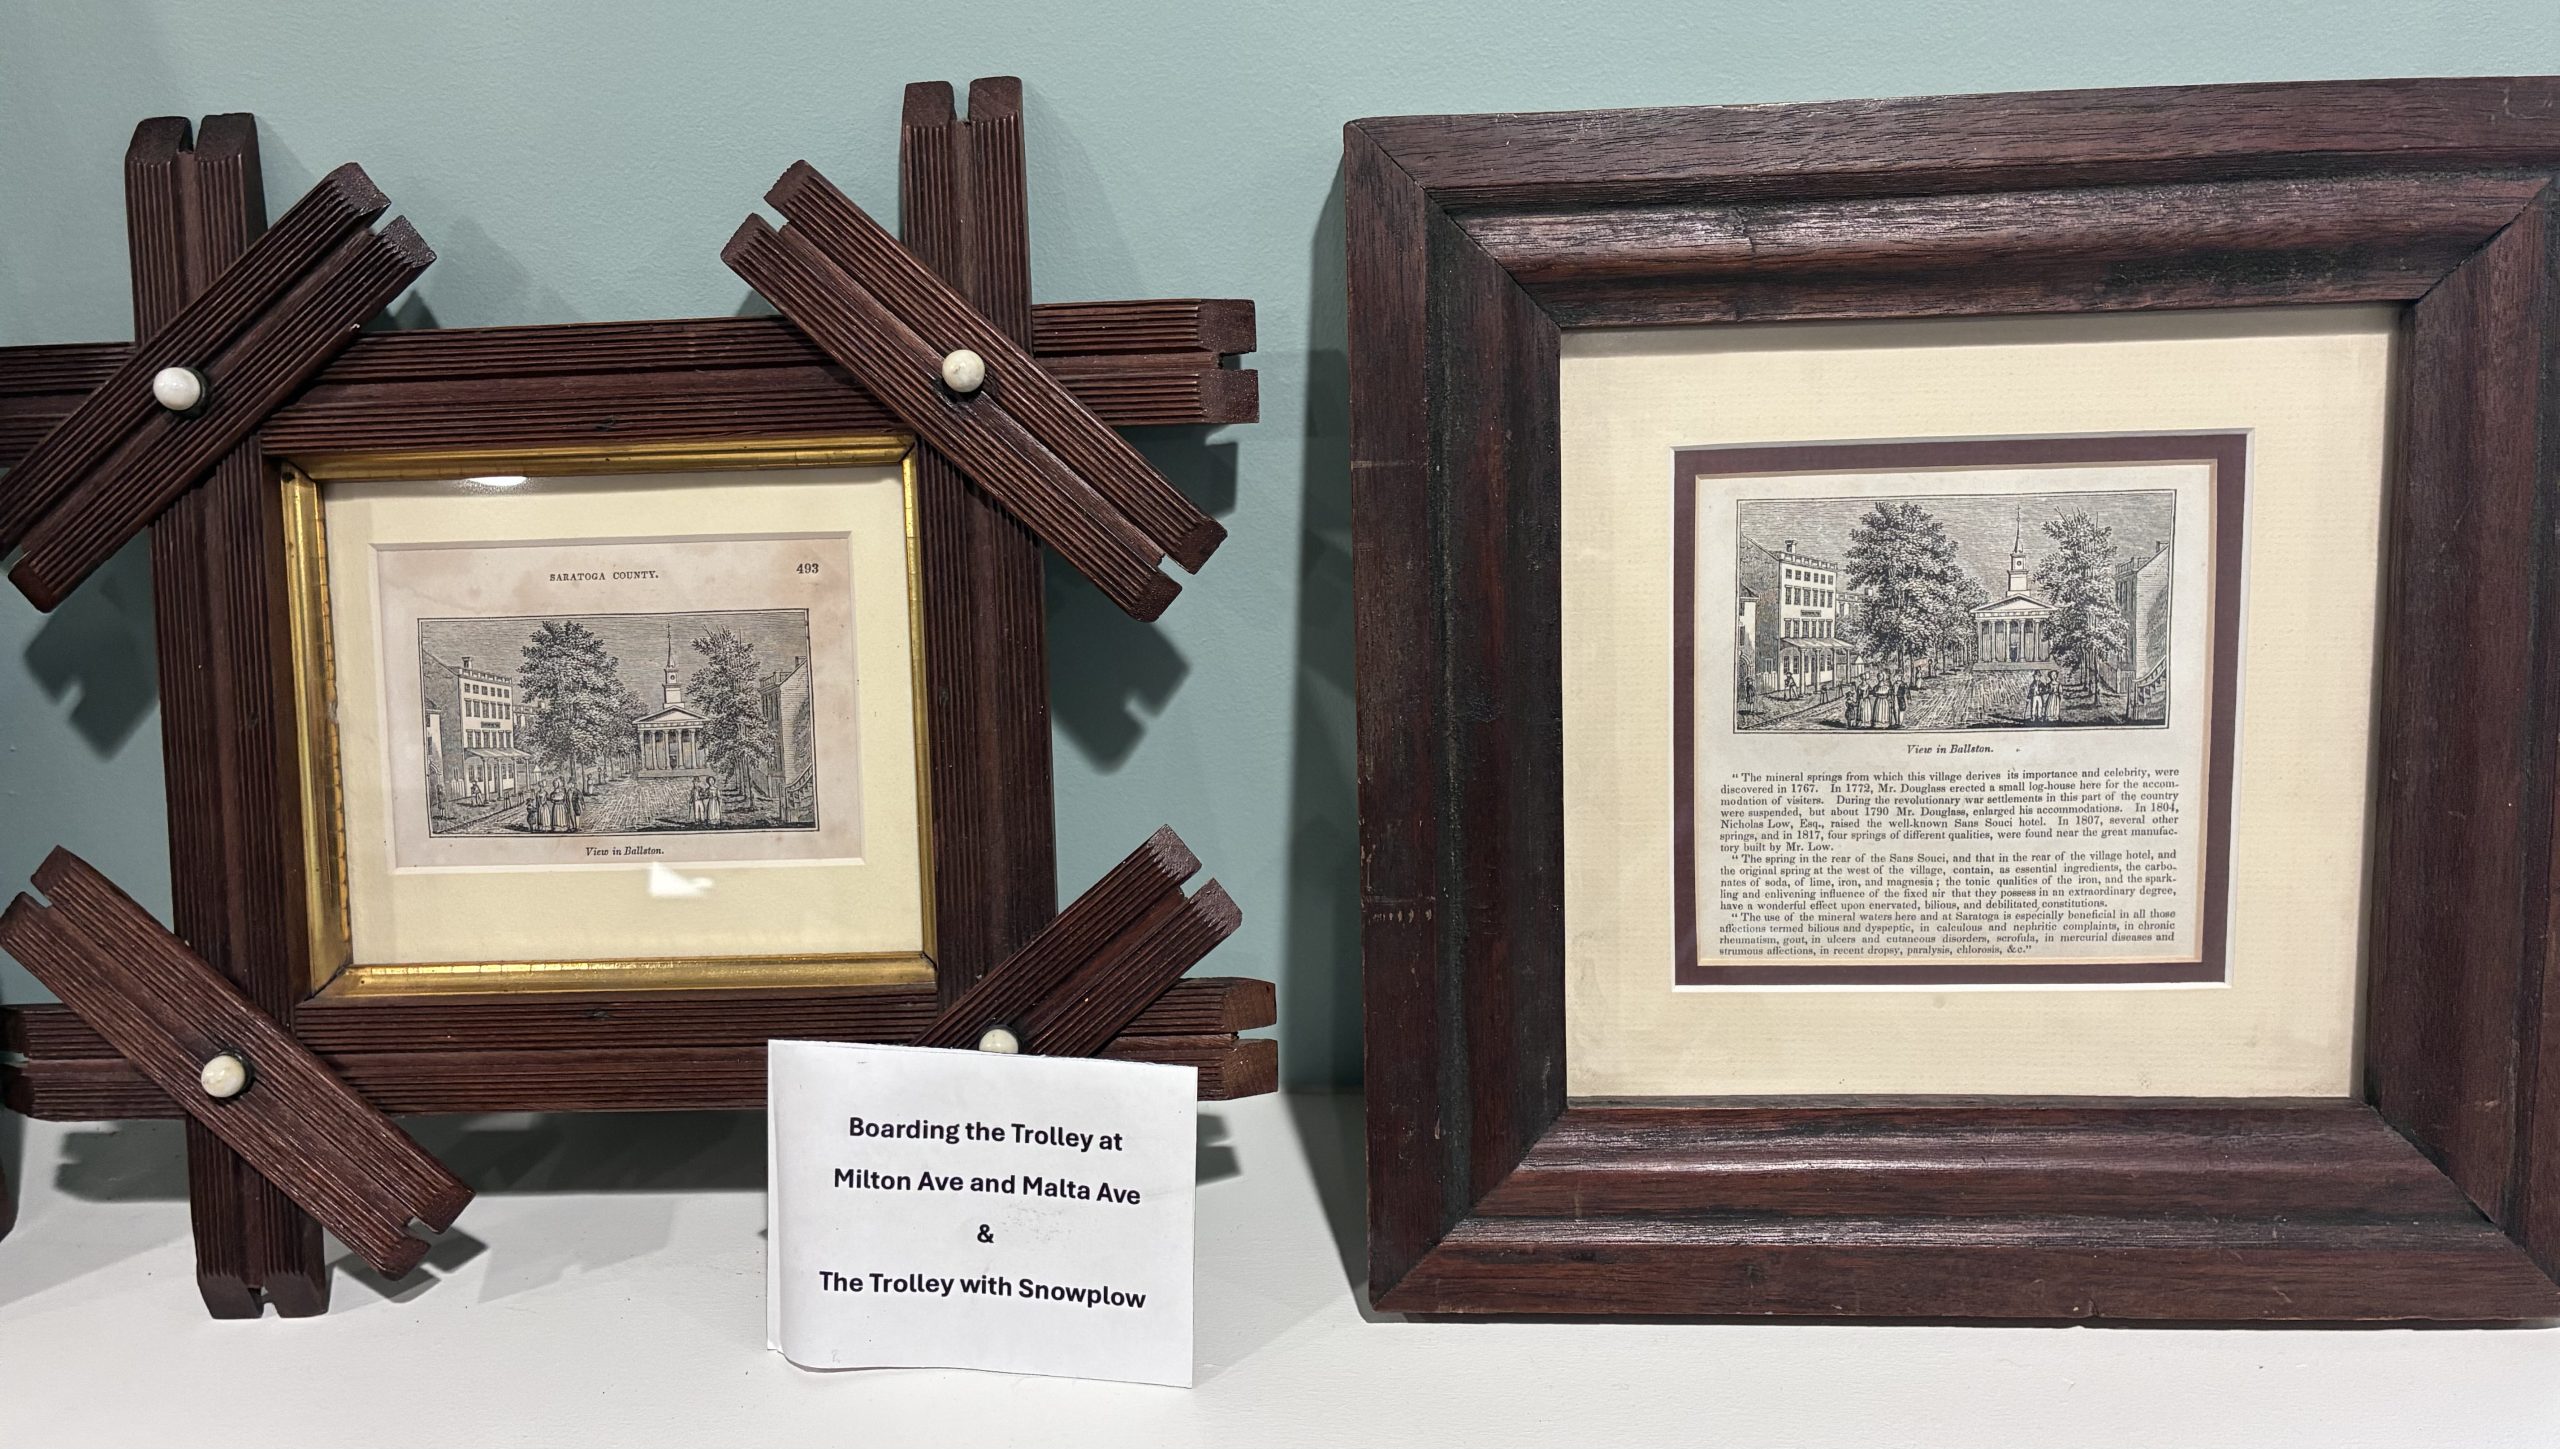 SARATOGA COUNTY. 493
View in Ballston.
Boarding the Trolley at
Milton Ave and Malta Ave
&
The Trolley with Snowplow
View in Ballston.
“The mineral springs from which this village derives its importance and celebrity, were
discovered in 1767. In 1772, Mr. Douglass erected a small log-house here for the accom-
modation of visiters. During the revolutionary war settlements in this part of the country
were suspended, but about 1790 Mr. Douglass, enlarged his accommodations. In 1804,
Nicholas Low, Esq., raised the well-known Sans Souci hotel. In 1807, several other
springs, and in 1817, four springs of different qualities, were found near the great manufac-
tory built by Mr. Low.
“The spring in the rear of the Sans Souci, and that in the rear of the village hotel, and
the original spring at the west of the village, contain, as essential ingredients, the carbo-
nates of soda, of lime, iron, and magnesia; the tonic qualities of the iron, and the spark-
ling and enlivening influence of the fixed air that they possess in an extraordinary degree,
have a wonderful effect upon enervated, bilious, and debilitated constitutions.
“The use of the mineral waters here and at Saratoga is especially beneficial in all those
affections termed bilious and dyspeptic, in calculous and nephritic complaints, in chronic
rheumatism, gout, in ulcers and cutaneous disorders, scrofula, in mercurial diseases and
strumous affections, in recent dropsy, paralysis, chlorosis, &c.”